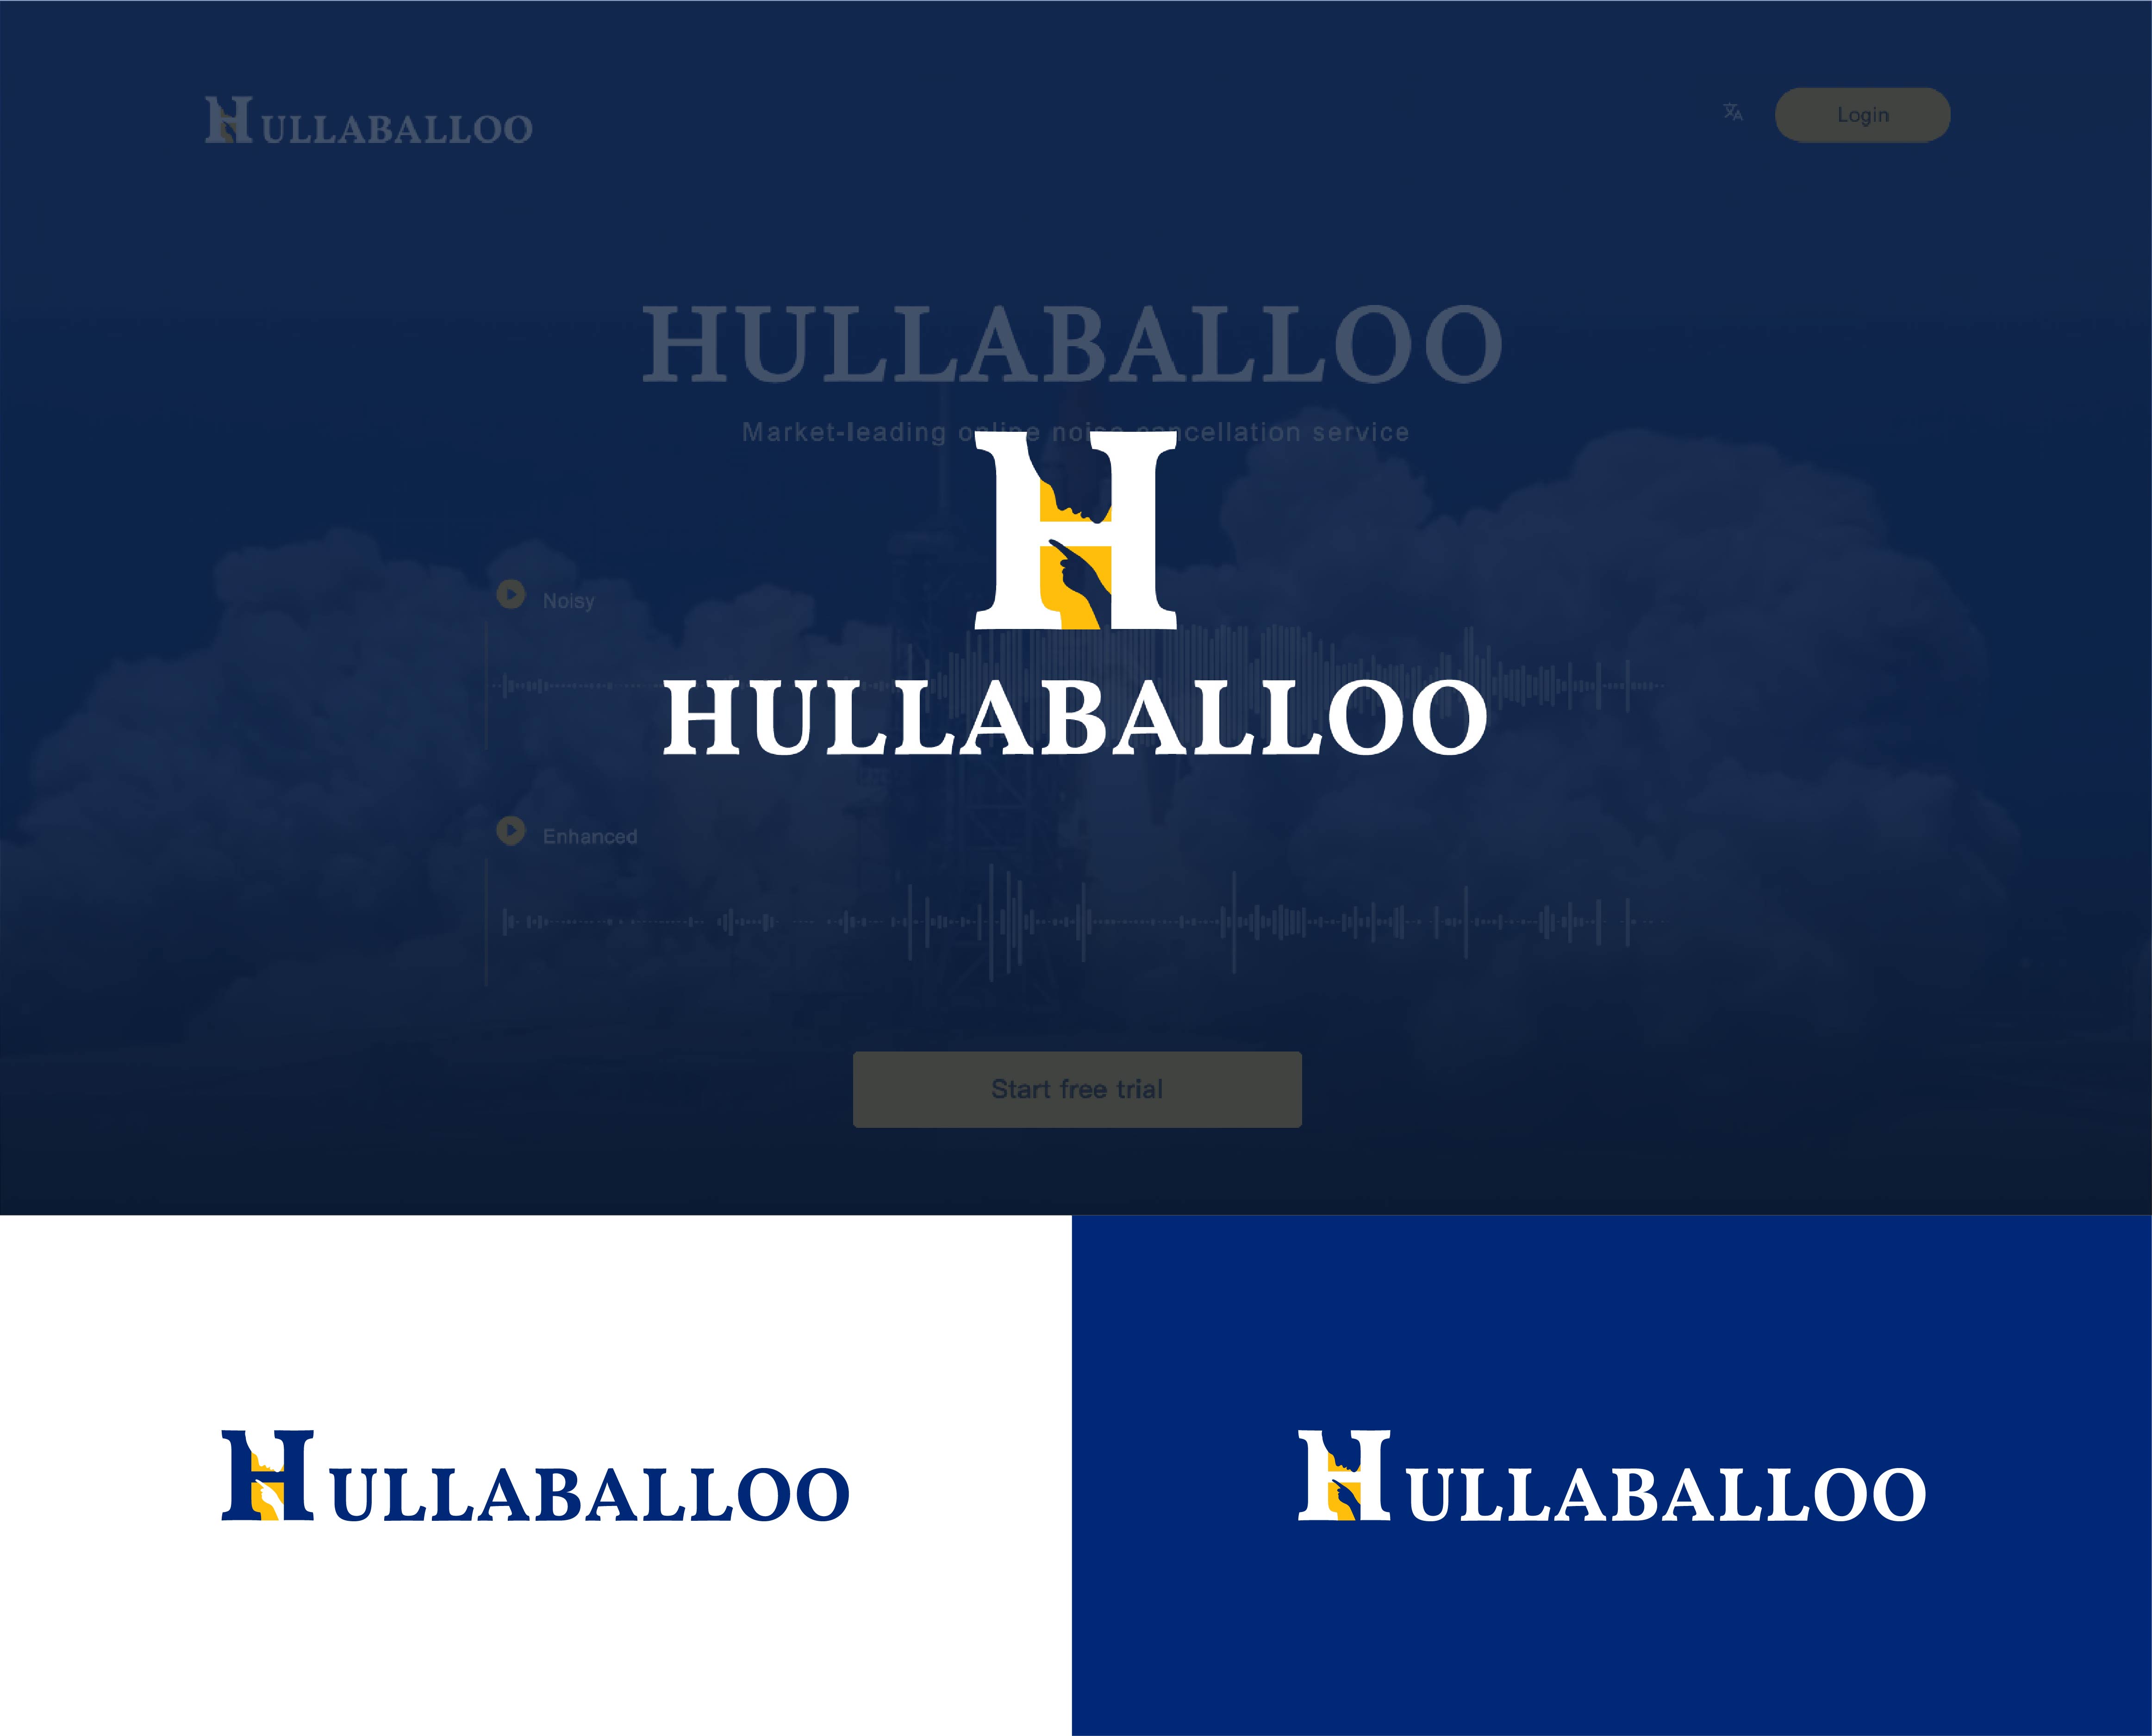 HULLABALLOO
Login
HULLABALLOO
Market-leading online noise cancellation service
H
Noisy
HULLABALLOO
Enhanced
Start free trial
HULLABALLOO
HULLABALLOO